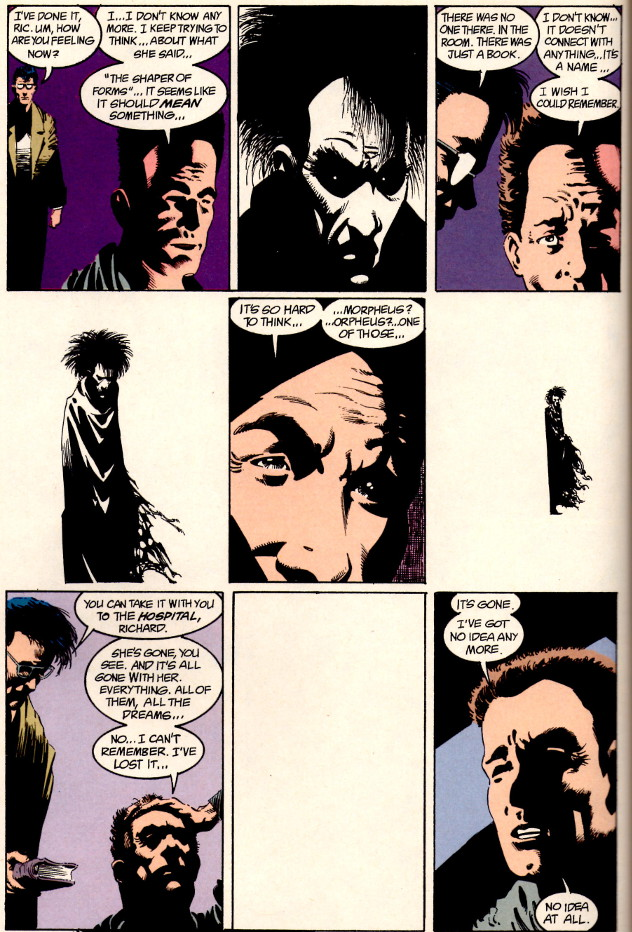 I'VE DONE IT,
RIC. UM, HOW
ARE YOU FEELING
NOW?
I...I DON'T KNOW ANY
MORE. I KEEP TRYING TO
THINK... ABOUT WHAT
SHE SAID...
"THE SHAPER OF
FORMS"... IT SEEMS LIKE
IT SHOULD MEAN
SOMETHING...
THERE WAS NO
ONE THERE. IN THE
ROOM. THERE WAS
JUST A BOOK.
I DON'T KNOW...
IT DOESN'T
CONNECT WITH
ANYTHING...IT'S
A NAME...
I WISH I
COULD REMEMBER.
IT'S SO HARD
TO THINK...
...MORPHEUS?
...ORPHEUS?..ONE
OF THOSE...
YOU CAN TAKE IT WITH YOU
TO THE HOSPITAL,
RICHARD.
SHE'S GONE, YOU
SEE. AND IT'S ALL
GONE WITH HER.
EVERYTHING. ALL OF
THEM, ALL THE
DREAMS...
NO... I CAN'T
REMEMBER. I'VE
LOST IT...
IT'S GONE.
I'VE GOT
NO IDEA ANY
MORE.
NO IDEA
AT ALL.